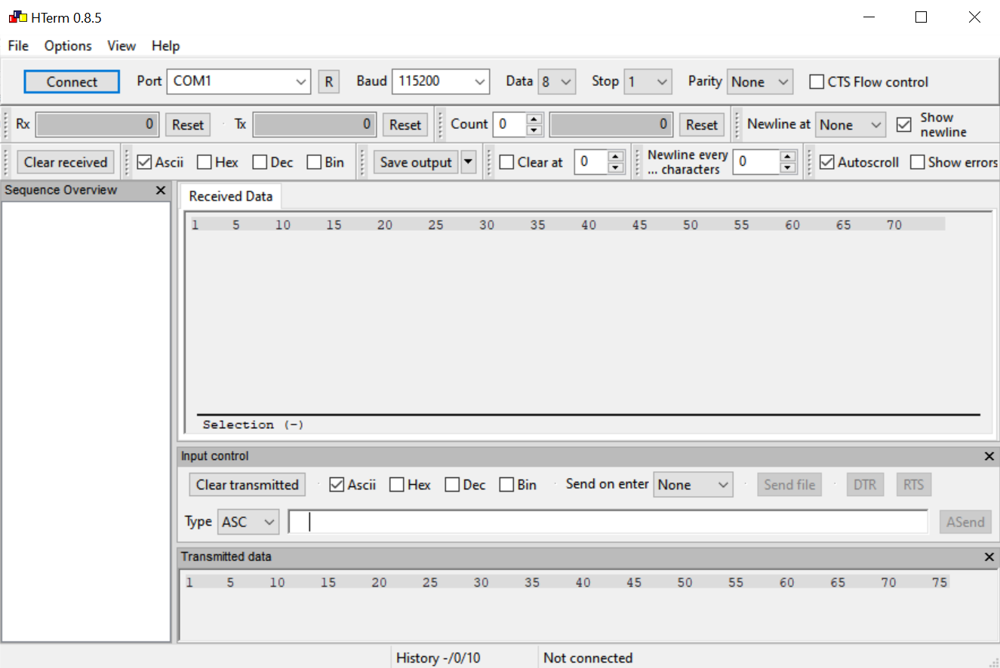 HTerm 0.8.5
File Options View Help
Connect Port COM1 R Baud 115200 Data 8 Stop 1 Parity None CTS Flow control
Rx 0 Reset Tx 0 Reset Count 0 0 Reset Newline at None Show newline
Clear received Ascii Hex Dec Bin Save output Clear at 0 Newline every ... characters 0 Autoscroll Show errors
Sequence Overview
Received Data
1 5 10 15 20 25 30 35 40 45 50 55 60 65 70
Selection (-)
Input control
Clear transmitted Ascii Hex Dec Bin Send on enter None Send file DTR RTS
Type ASC ASend
Transmitted data
1 5 10 15 20 25 30 35 40 45 50 55 60 65 70 75
History -/0/10 Not connected